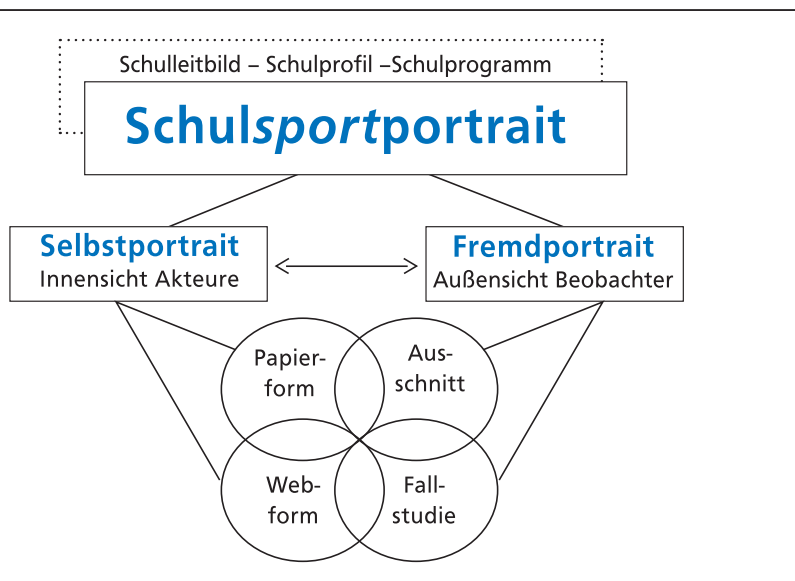 Schulleitbild – Schulprofil –Schulprogramm
Schulsportportrait
Selbstportrait
Innensicht Akteure
Fremdportrait
Außensicht Beobachter
Papier-
form
Aus-
schnitt
Web-
form
Fall-
studie